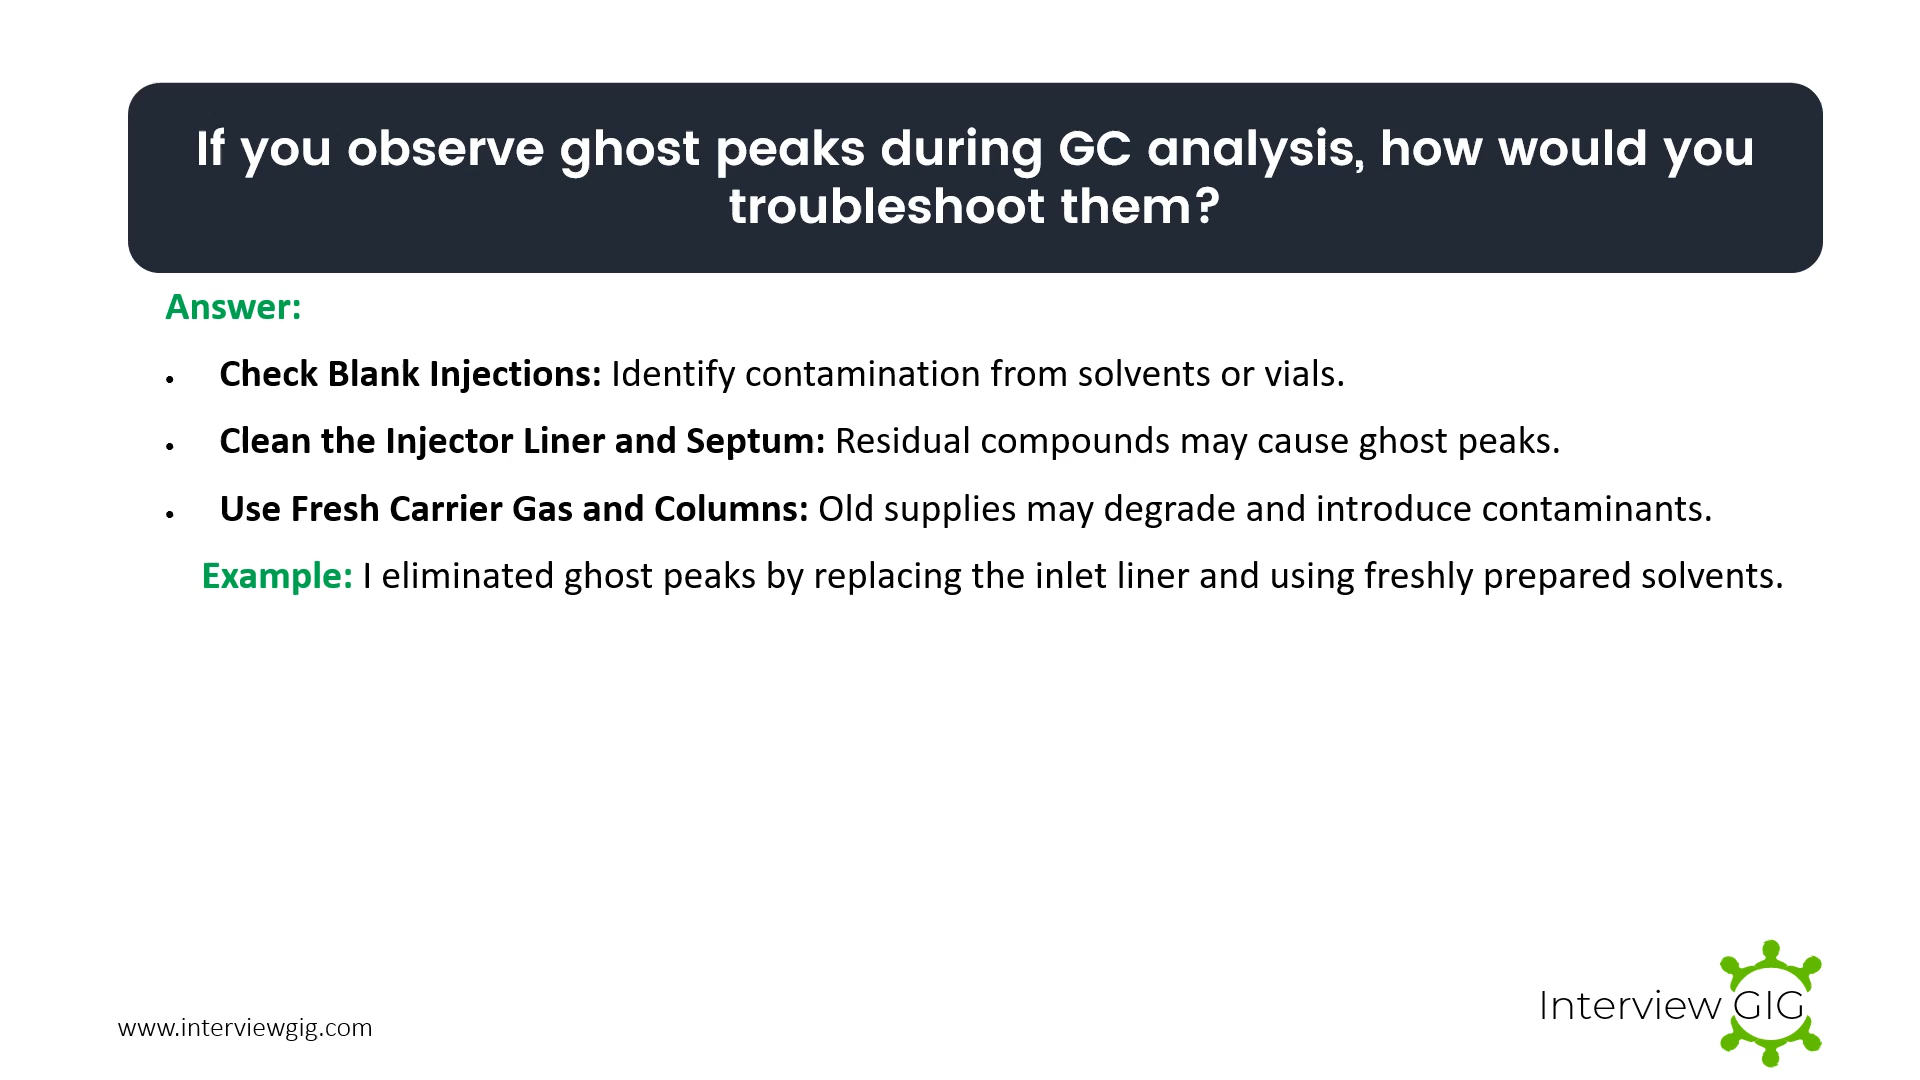 If you observe ghost peaks during GC analysis, how would you
troubleshoot them?
Answer:
• Check Blank Injections: Identify contamination from solvents or vials.
• Clean the Injector Liner and Septum: Residual compounds may cause ghost peaks.
• Use Fresh Carrier Gas and Columns: Old supplies may degrade and introduce contaminants.
Example: I eliminated ghost peaks by replacing the inlet liner and using freshly prepared solvents.
Interview GIG
www.interviewgig.com